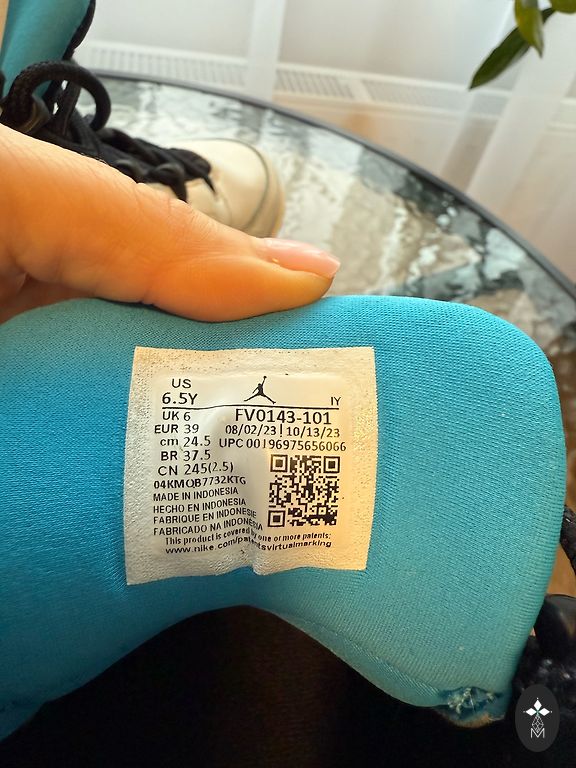 US
6.5Y IY
UK 6 FV0143-101
EUR 39 08/02/23 10/13/23
cm 24.5 UPC 00196975656066
BR 37.5
CN 245(2.5)
04KMQB7732KTG
MADE IN INDONESIA
HECHO EN INDONESIA
FABRIQUE EN INDONESIE
FABRICADO NA INDONESIA
This product is covered by one or more patents:
www.nike.com/patentsvirtualmarking
M